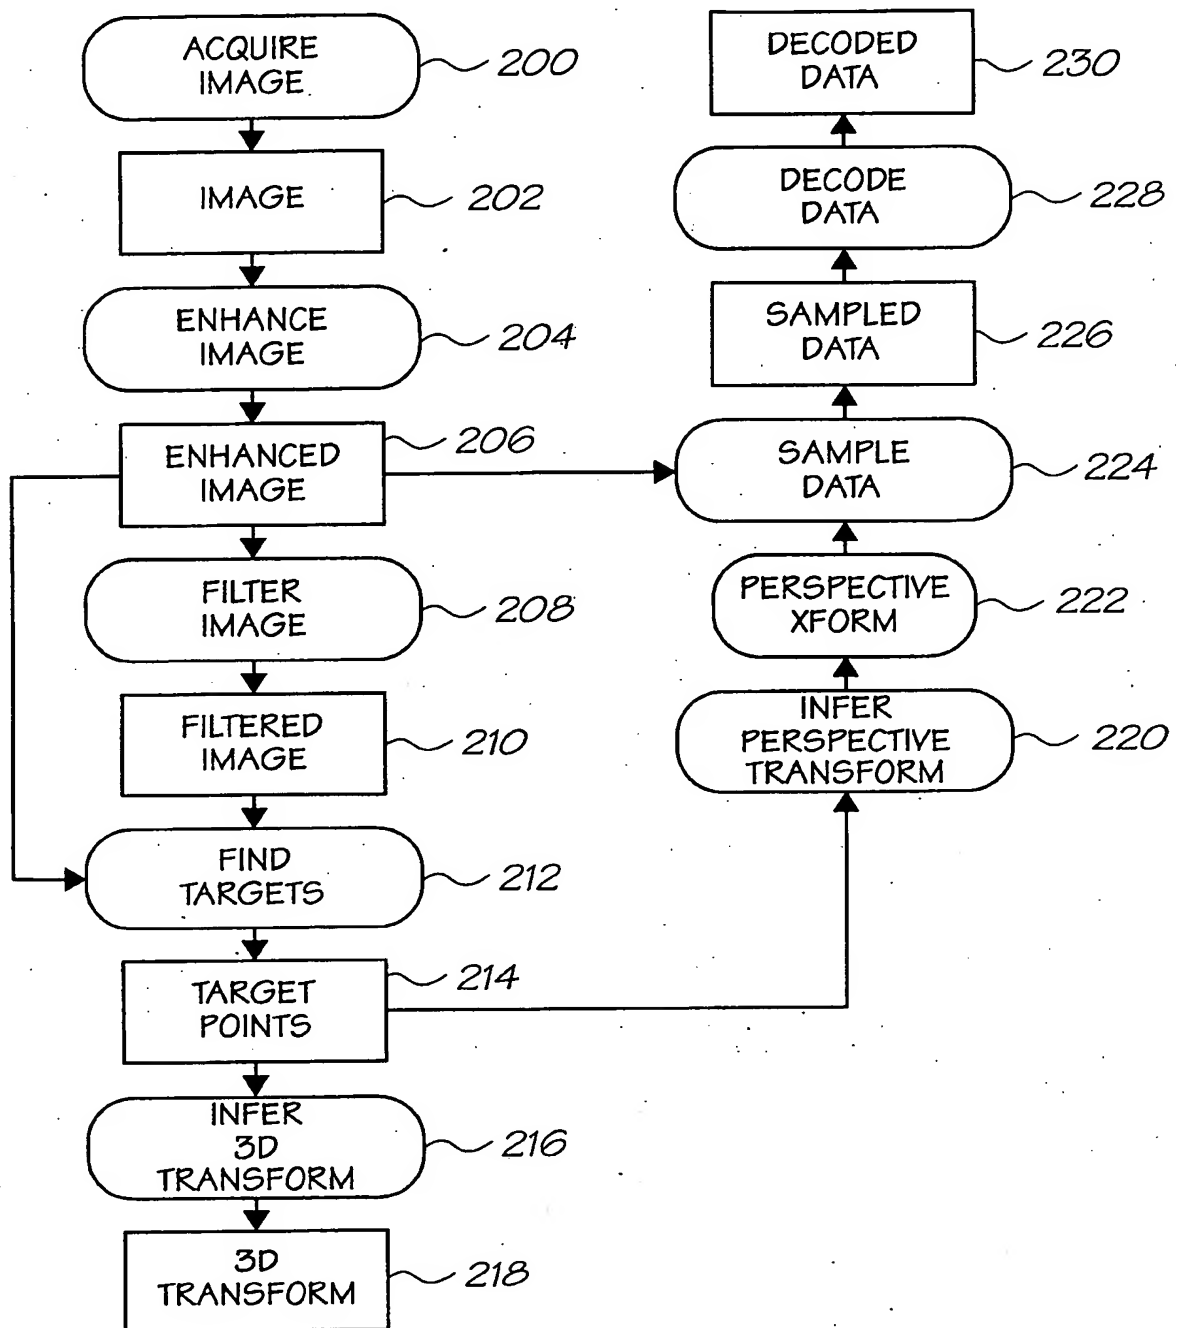 ACQUIRE
IMAGE
200
IMAGE
202
ENHANCE
IMAGE
204
ENHANCED
IMAGE
206
FILTER
IMAGE
208
FILTERED
IMAGE
210
FIND
TARGETS
212
TARGET
POINTS
214
INFER
3D
TRANSFORM
216
3D
TRANSFORM
218
DECODED
DATA
230
DECODE
DATA
228
SAMPLED
DATA
226
SAMPLE
DATA
224
PERSPECTIVE
XFORM
222
INFER
PERSPECTIVE
TRANSFORM
220